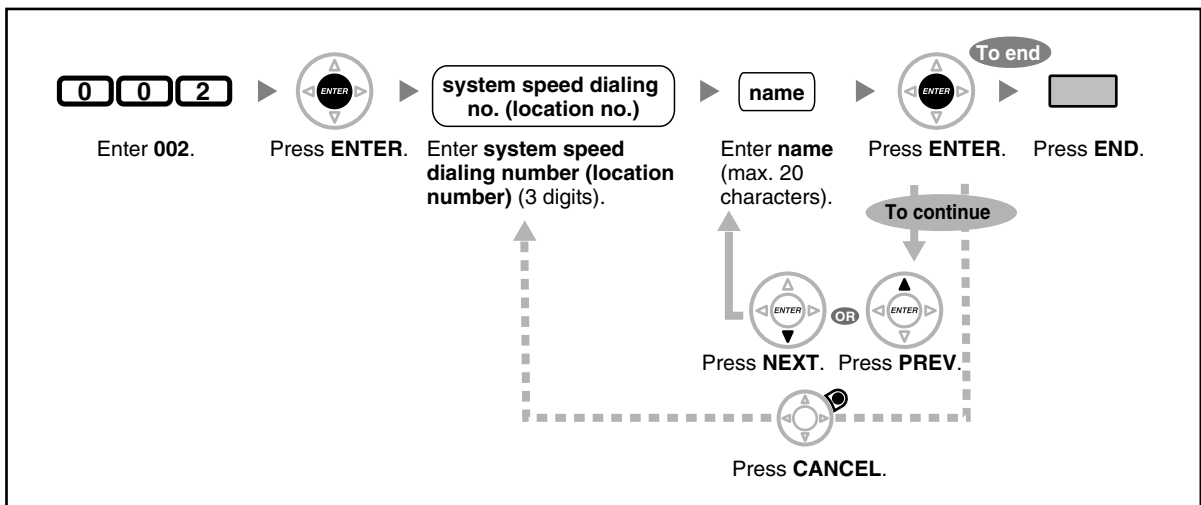 To end
0 0 2
ENTER
system speed dialing
no. (location no.)
name
ENTER
Enter 002.
Press ENTER.
Enter system speed
dialing number (location
number) (3 digits).
Enter name
(max. 20
characters).
Press ENTER.
Press END.
To continue
ENTER
OR
ENTER
Press NEXT.
Press PREV.
Press CANCEL.